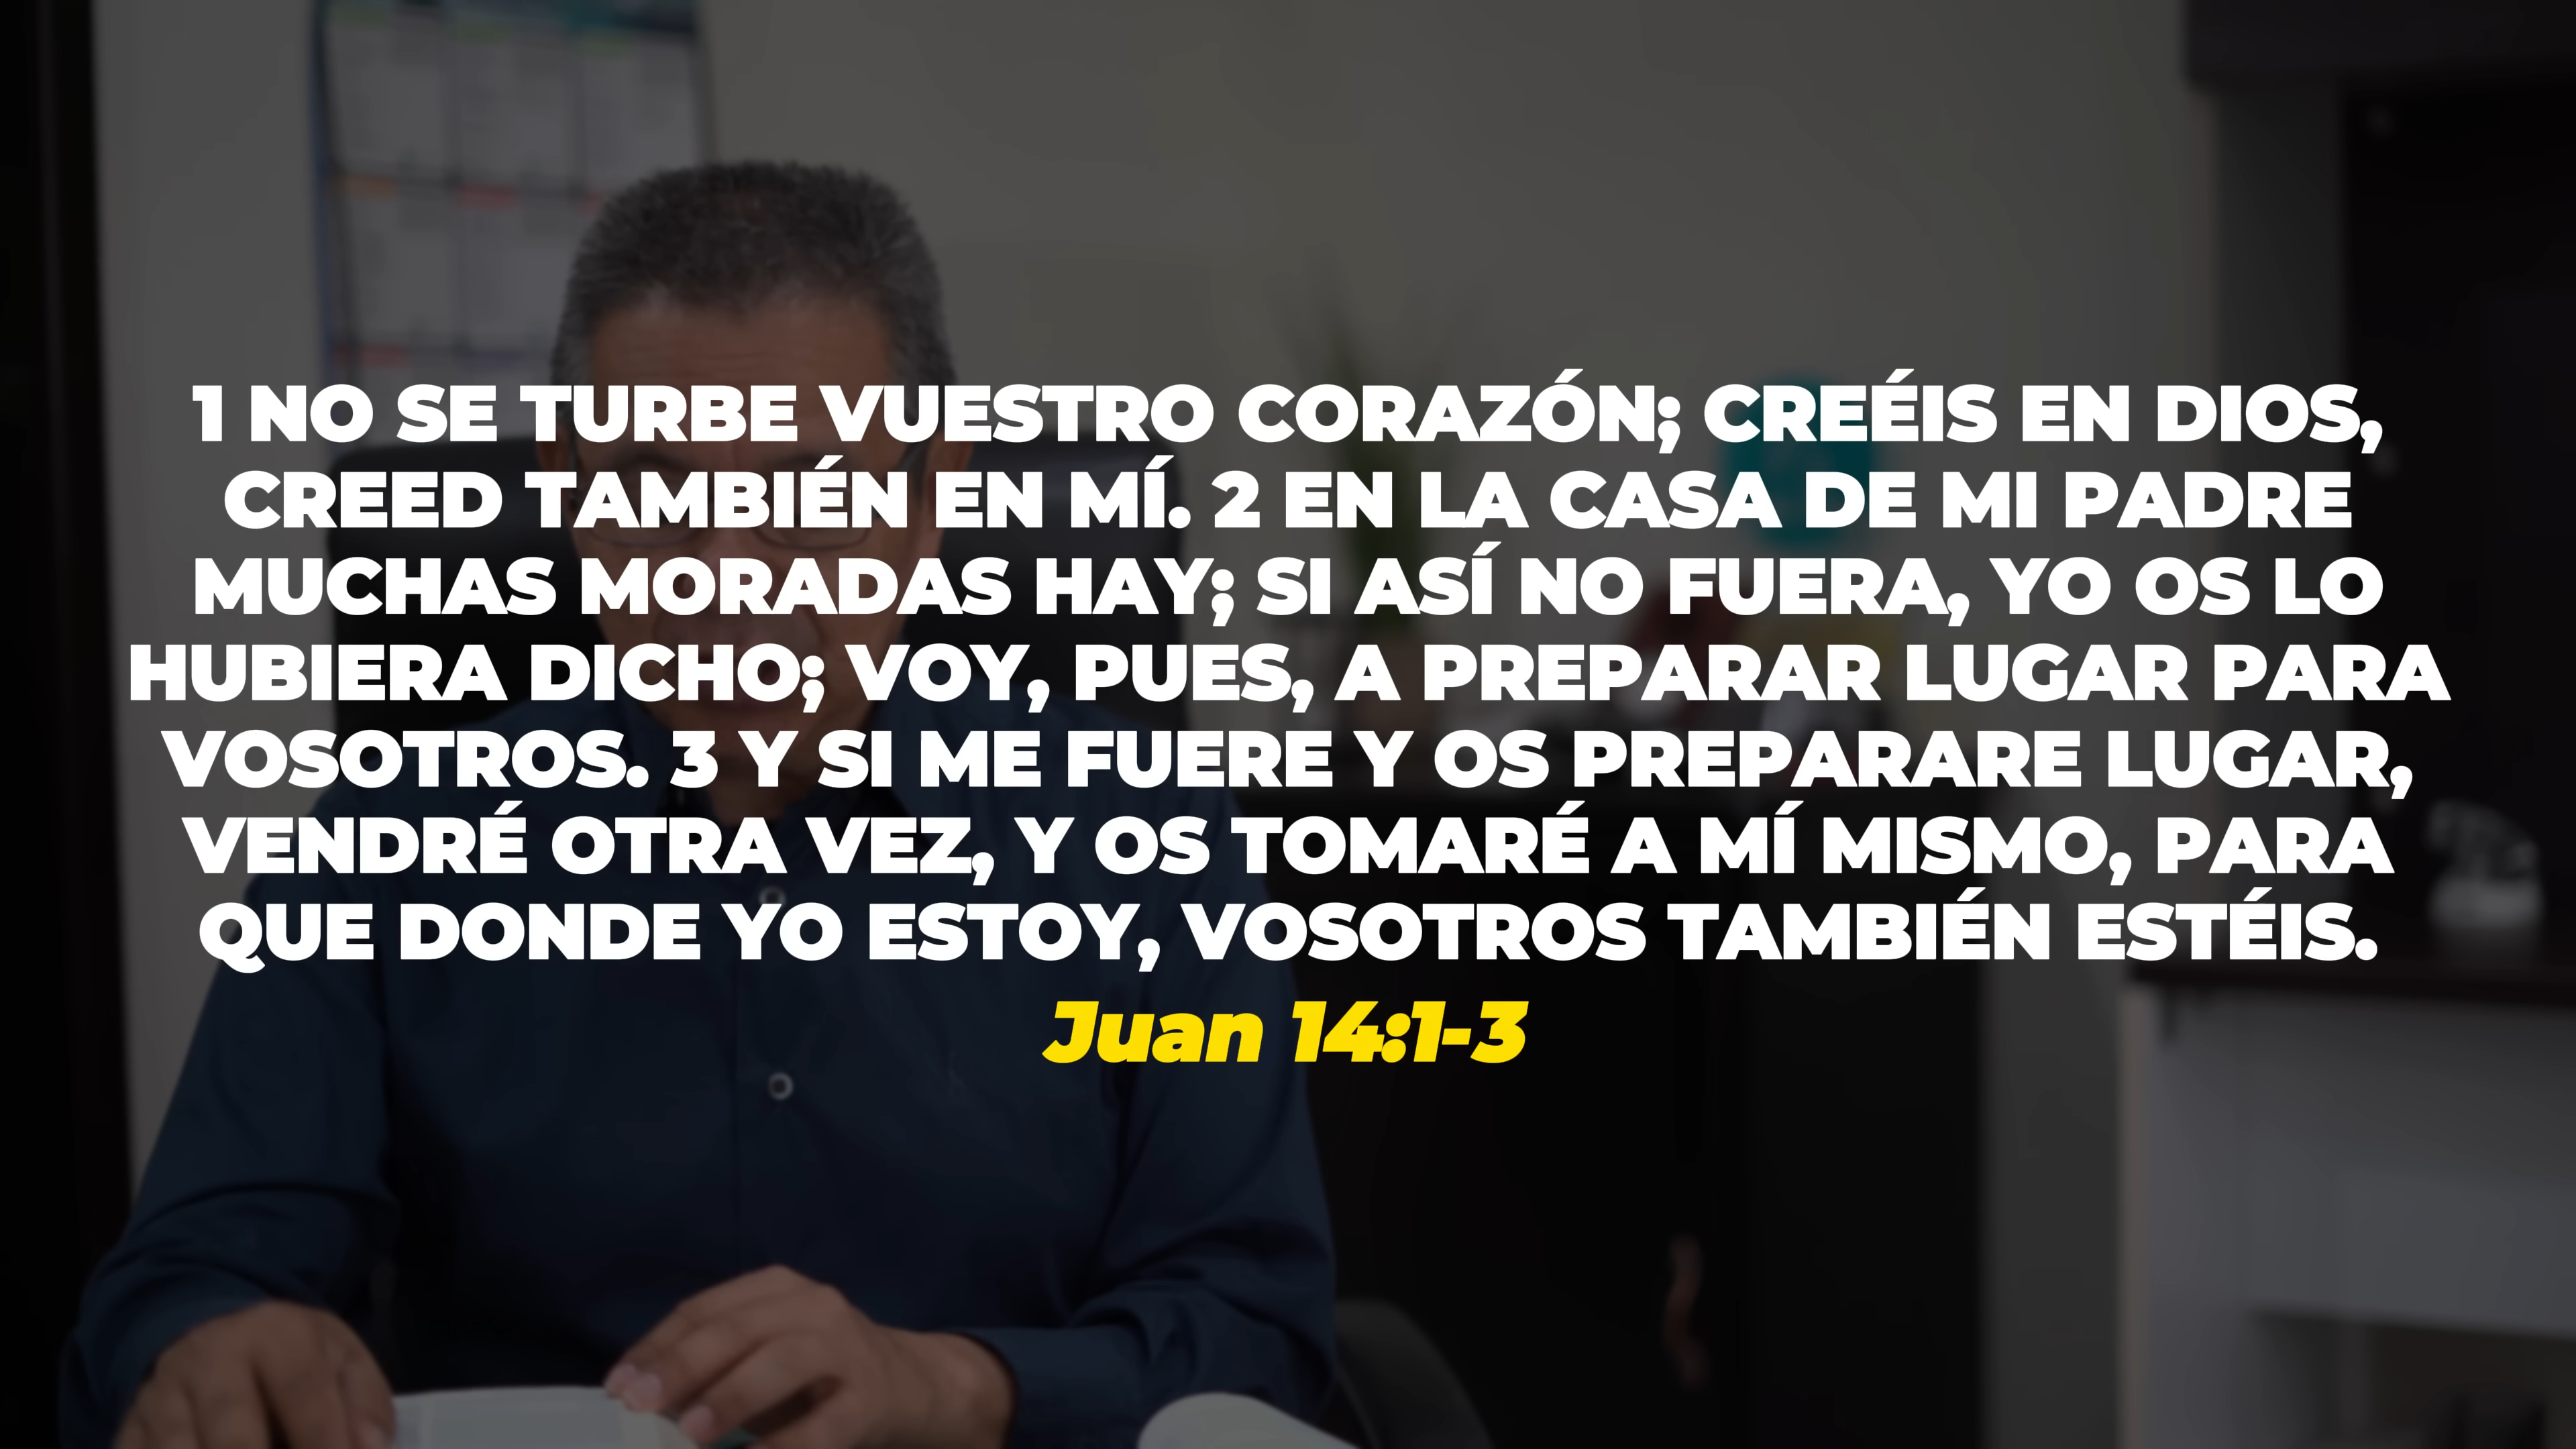 1 NO SE TURBE VUESTRO CORAZÓN; CREÉIS EN DIOS,
CREED TAMBIÉN EN MÍ. 2 EN LA CASA DE MI PADRE
MUCHAS MORADAS HAY; SI ASÍ NO FUERA, YO OS LO
HUBIERA DICHO; VOY, PUES, A PREPARAR LUGAR PARA
VOSOTROS. 3 Y SI ME FUERE Y OS PREPARARE LUGAR,
VENDRÉ OTRA VEZ, Y OS TOMARÉ A MÍ MISMO, PARA
QUE DONDE YO ESTOY, VOSOTROS TAMBIÉN ESTÉIS.
Juan 14:1-3